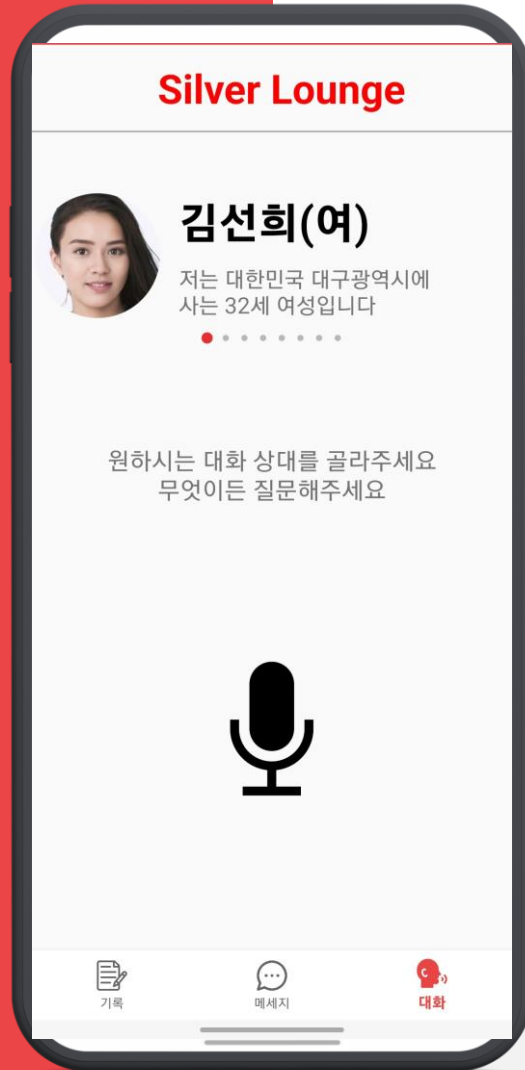 Silver Lounge
김선희(여)
저는 대한민국 대구광역시에
사는 32세 여성입니다
원하시는 대화 상대를 골라주세요
무엇이든 질문해주세요
기록
메세지
대화